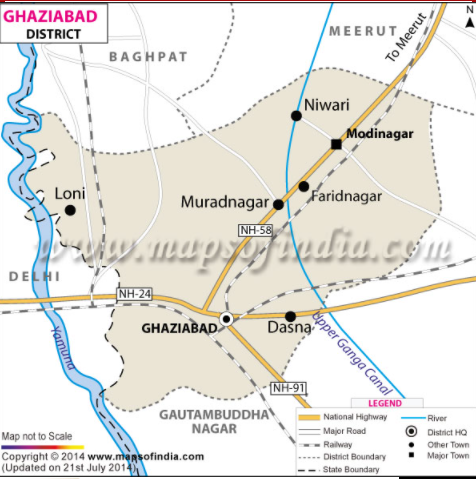 GHAZIABAD
DISTRICT
N
BAGHPAT
MEERUT
To Meerut
Niwari
Modinagar
Loni
Muradnagar
Faridnagar
NH-58
www.mapsofindia.com
DELHI
NH-24
GHAZIABAD
Dasna
Upper Ganga Canal
Yamuna
NH-91
GAUTAMBUDDHA
NAGAR
LEGEND
National Highway
River
Major Road
District HQ
Railway
Other Town
District Boundary
Major Town
State Boundary
Map not to Scale
Copyright © 2014 www.mapsofindia.com
(Updated on 21st July 2014)